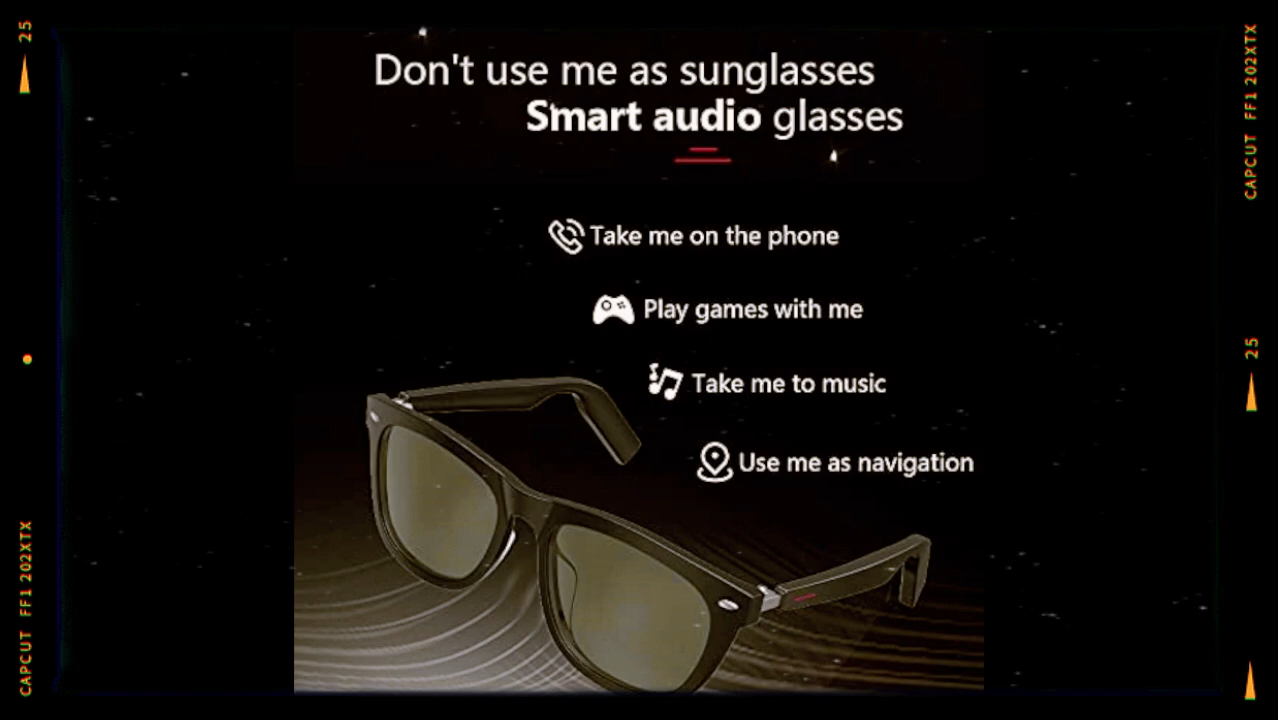 Don't use me as sunglasses
Smart audio glasses
Take me on the phone
Play games with me
Take me to music
Use me as navigation
25
CAPCUT FF1 202XTX
CAPCUT FF1 202XTX
25